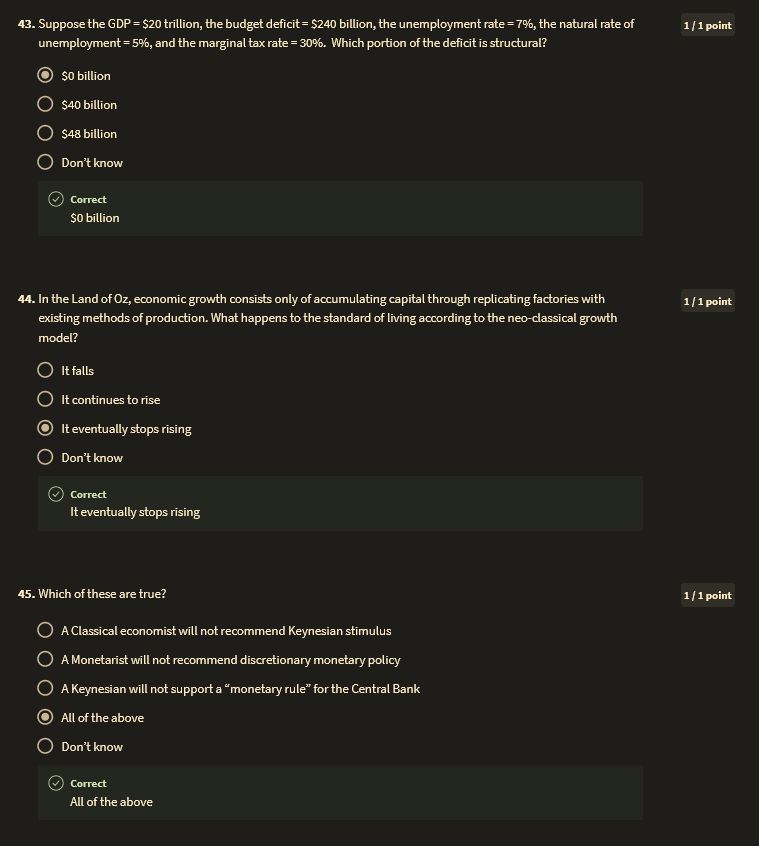 43. Suppose the GDP = $20 trillion, the budget deficit = $240 billion, the unemployment rate = 7%, the natural rate of
1 / 1 point
unemployment = 5%, and the marginal tax rate = 30%. Which portion of the deficit is structural?
$0 billion
$40 billion
$48 billion
Don't know
Correct
$0 billion
44. In the Land of Oz, economic growth consists only of accumulating capital through replicating factories with
1 / 1 point
existing methods of production. What happens to the standard of living according to the neo-classical growth
model?
It falls
It continues to rise
It eventually stops rising
Don't know
Correct
It eventually stops rising
45. Which of these are true?
1 / 1 point
A Classical economist will not recommend Keynesian stimulus
A Monetarist will not recommend discretionary monetary policy
A Keynesian will not support a “monetary rule” for the Central Bank
All of the above
Don't know
Correct
All of the above